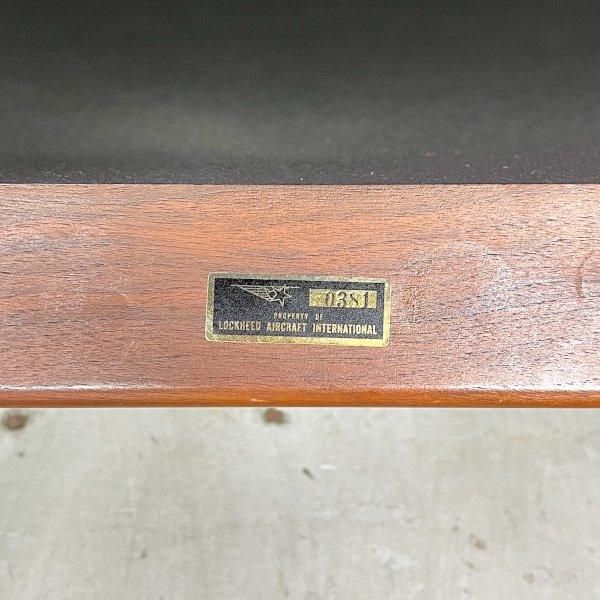 0381
PROPERTY OF
LOCKHEED AIRCRAFT INTERNATIONAL